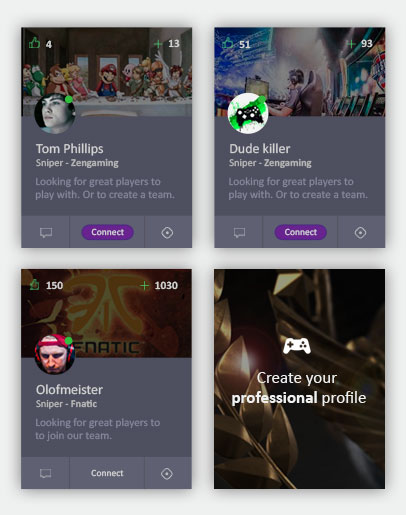 4
13
Tom Phillips
Sniper - Zengaming
Looking for great players to
play with. Or to create a team.
Connect
51
93
Dude killer
Sniper - Zengaming
Looking for great players to
play with. Or to create a team.
Connect
150
1030
FNATIC
Olofmeister
Sniper - Fnatic
Looking for great players to
to join our team.
Connect
Create your
professional profile